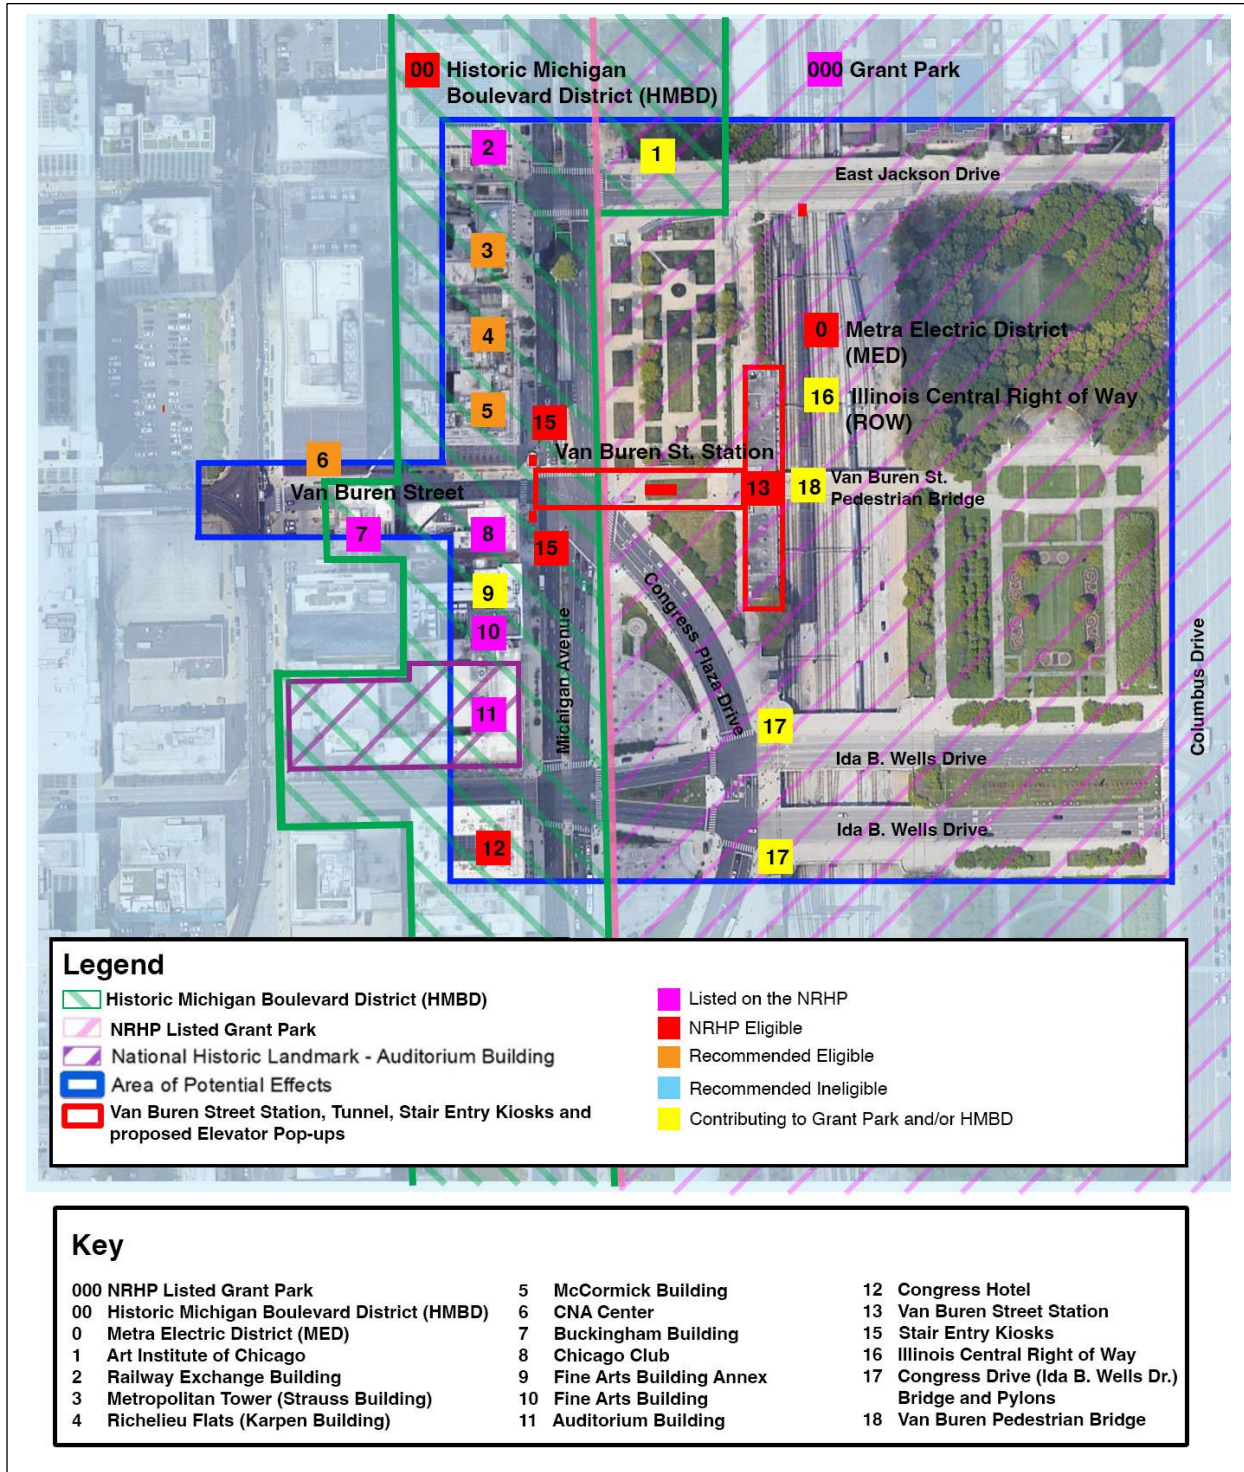 00 Historic Michigan
Boulevard District (HMBD)
000 Grant Park
2
1
East Jackson Drive
3
4
0 Metra Electric District
(MED)
16 Illinois Central Right of Way
(ROW)
5
15
Van Buren St. Station
6
Van Buren Street
13
18 Van Buren St.
Pedestrian Bridge
7
8
15
9
10
Congress Plaza Drive
Michigan Avenue
Columbus Drive
11
17
Ida B. Wells Drive
Ida B. Wells Drive
12
17
Legend
Historic Michigan Boulevard District (HMBD)
NRHP Listed Grant Park
National Historic Landmark - Auditorium Building
Area of Potential Effects
Van Buren Street Station, Tunnel, Stair Entry Kiosks and
proposed Elevator Pop-ups
Listed on the NRHP
NRHP Eligible
Recommended Eligible
Recommended Ineligible
Contributing to Grant Park and/or HMBD
Key
000 NRHP Listed Grant Park
00 Historic Michigan Boulevard District (HMBD)
0 Metra Electric District (MED)
1 Art Institute of Chicago
2 Railway Exchange Building
3 Metropolitan Tower (Strauss Building)
4 Richelieu Flats (Karpen Building)
5 McCormick Building
6 CNA Center
7 Buckingham Building
8 Chicago Club
9 Fine Arts Building Annex
10 Fine Arts Building
11 Auditorium Building
12 Congress Hotel
13 Van Buren Street Station
15 Stair Entry Kiosks
16 Illinois Central Right of Way
17 Congress Drive (Ida B. Wells Dr.)
Bridge and Pylons
18 Van Buren Pedestrian Bridge